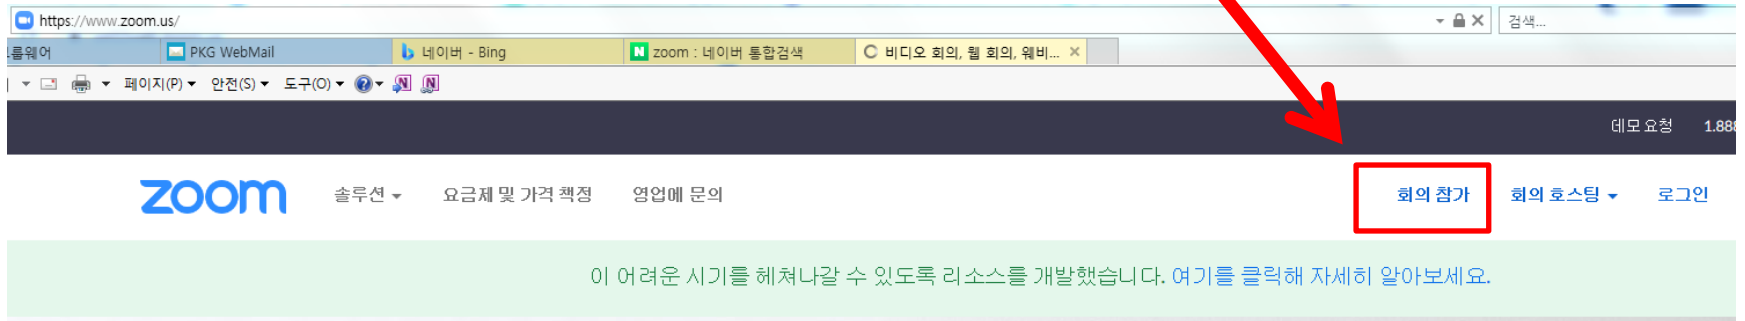 https://www.zoom.us/
검색...
PKG WebMail
네이버 - Bing
zoom : 네이버 통합검색
비디오 회의, 웹 회의, 웨비...
페이지(P) 안전(S) 도구(O)
데모 요청
zoom 솔루션 요금제 및 가격 책정 영업에 문의 회의 참가 회의 호스팅 로그인
이 어려운 시기를 헤쳐나갈 수 있도록 리소스를 개발했습니다. 여기를 클릭해 자세히 알아보세요.